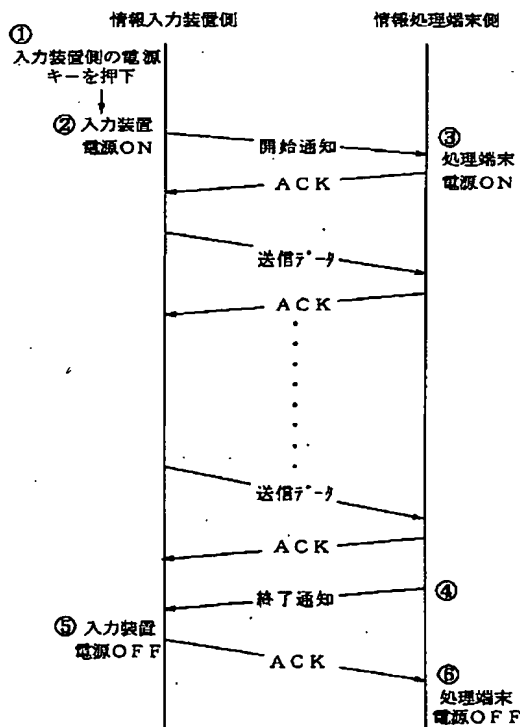 情報入力装置側
情報処理端末側
①
入力装置側の電源
キーを押下
② 入力装置
電源ON
開始通知
③
処理端末
電源ON
ACK
送信データ
ACK
送信データ
ACK
終了通知
④
⑤ 入力装置
電源OFF
ACK
⑥
処理端末
電源OFF